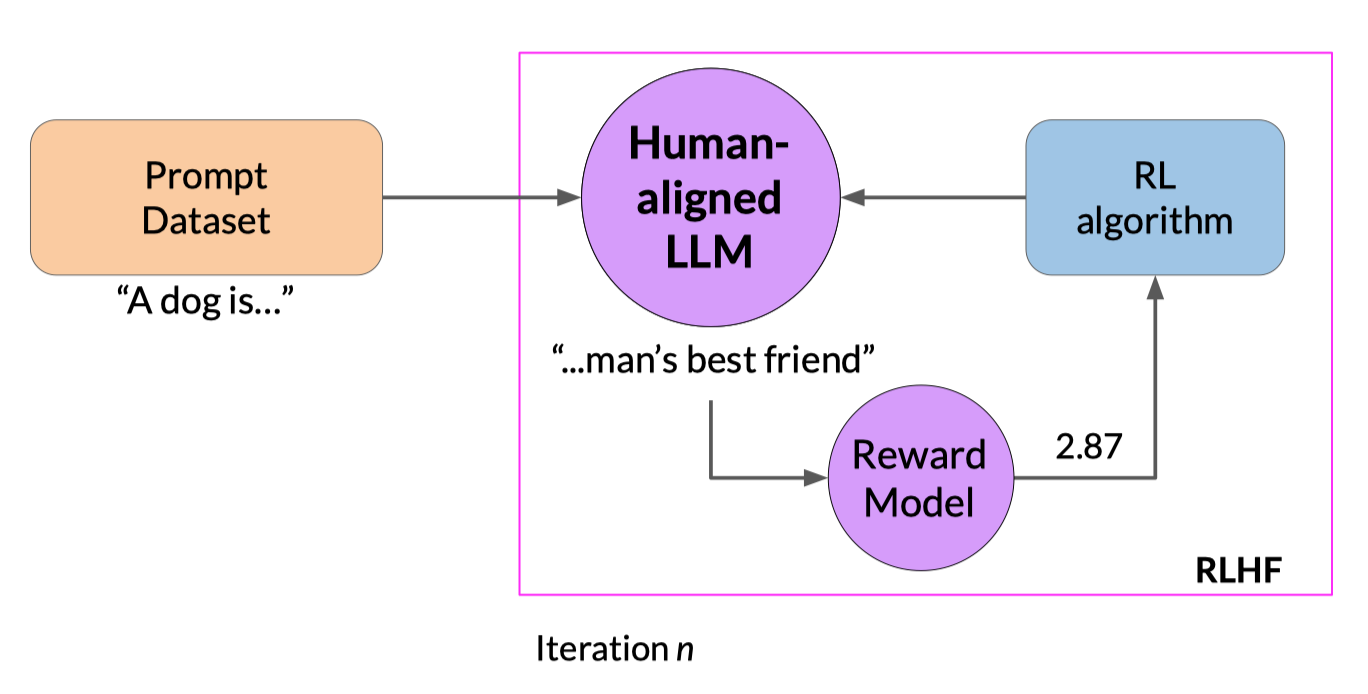 Prompt
Dataset
“A dog is...”
Human-
aligned
LLM
RL
algorithm
“...man’s best friend”
Reward
Model
2.87
RLHF
Iteration n